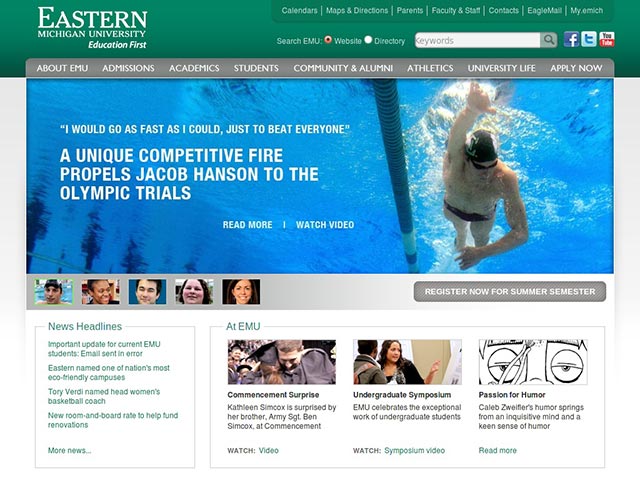 EASTERN
MICHIGAN UNIVERSITY
Education First
Calendars | Maps & Directions | Parents | Faculty & Staff | Contacts | EagleMail | My.emich
Search EMU: Website Directory Keywords
You
Tube
ABOUT EMU ADMISSIONS ACADEMICS STUDENTS COMMUNITY & ALUMNI ATHLETICS UNIVERSITY LIFE APPLY NOW
“I WOULD GO AS FAST AS I COULD, JUST TO BEAT EVERYONE”
A UNIQUE COMPETITIVE FIRE
PROPELS JACOB HANSON TO THE
OLYMPIC TRIALS
READ MORE | WATCH VIDEO
REGISTER NOW FOR SUMMER SEMESTER
News Headlines
Important update for current EMU
students: Email sent in error
Eastern named one of nation's most
eco-friendly campuses
Tory Verdi named head women's
basketball coach
New room-and-board rate to help fund
renovations
More news...
At EMU
Commencement Surprise
Kathleen Simcox is surprised by
her brother, Army Sgt. Ben
Simcox, at Commencement
WATCH: Video
Undergraduate Symposium
EMU celebrates the exceptional
work of undergraduate students
WATCH: Symposium video
Passion for Humor
Caleb Zweifler's humor springs
from an inquisitive mind and a
keen sense of humor
Read more